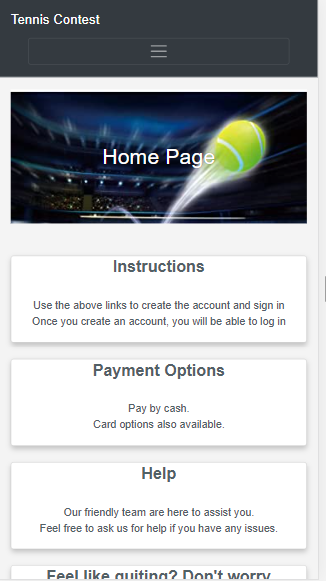 Tennis Contest
Home Page
Instructions
Use the above links to create the account and sign in
Once you create an account, you will be able to log in
Payment Options
Pay by cash.
Card options also available.
Help
Our friendly team are here to assist you.
Feel free to ask us for help if you have any issues.
Feel like quiting? Don't worry